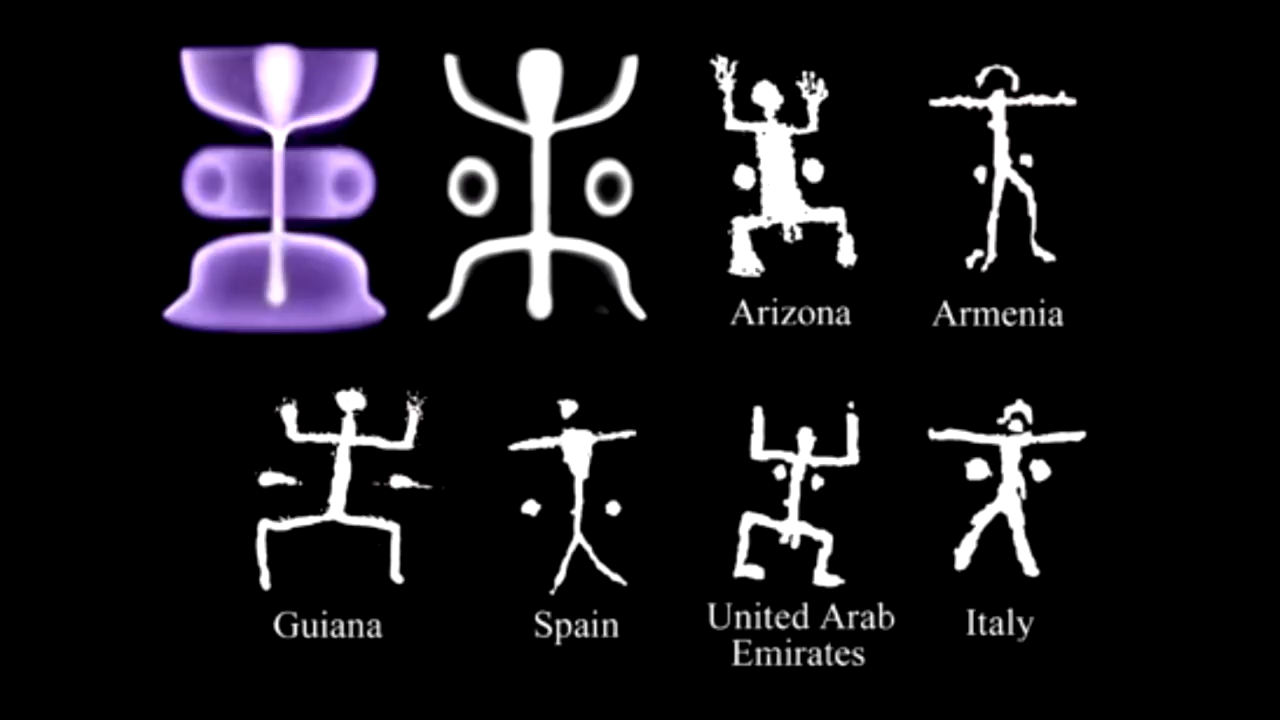 Arizona
Armenia
Guiana
Spain
United Arab
Emirates
Italy